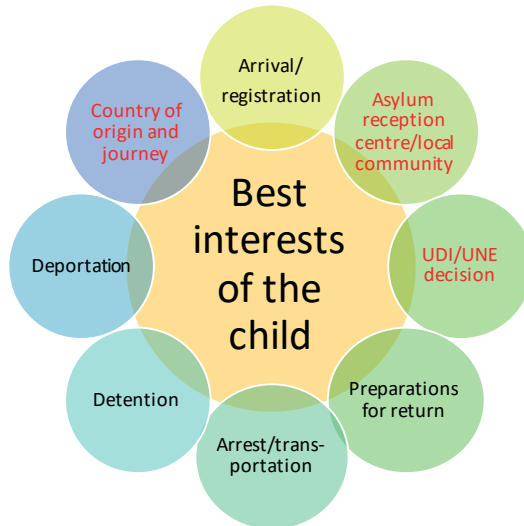 Arrival/
registration
Asylum
reception
centre/local
community
UDI/UNE
decision
Preparations
for return
Arrest/trans-
portation
Detention
Deportation
Country of
origin and
journey
Best
interests
of the
child